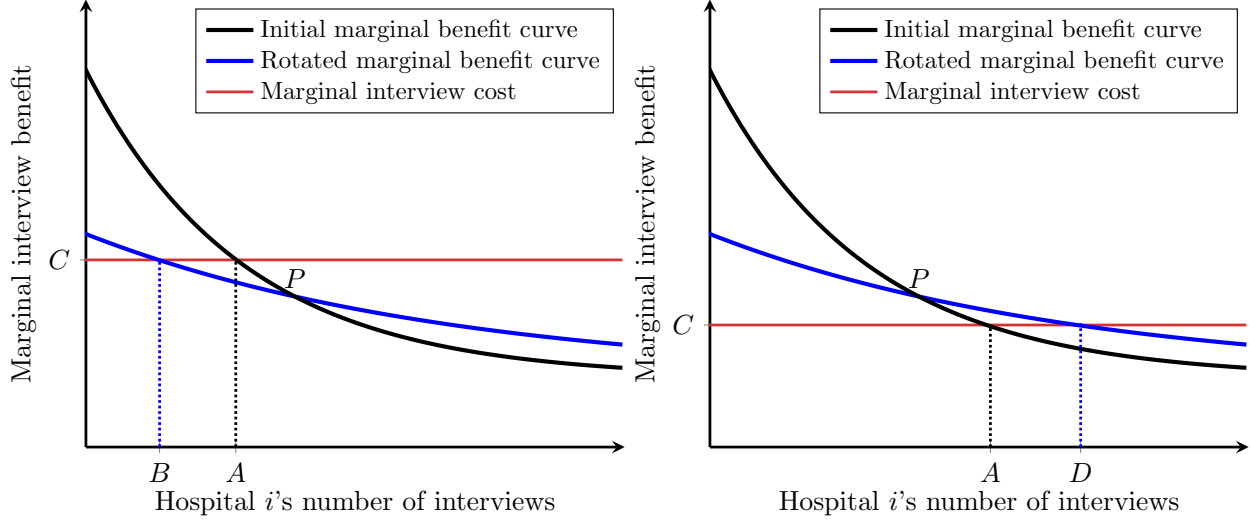 Initial marginal benefit curve
Rotated marginal benefit curve
Marginal interview cost
Marginal interview benefit
C
P
B
A
Hospital i's number of interviews
Initial marginal benefit curve
Rotated marginal benefit curve
Marginal interview cost
Marginal interview benefit
P
C
A
D
Hospital i's number of interviews